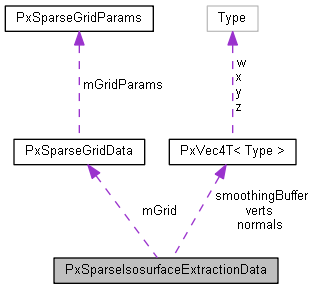 PxSparseGridParams
Type
w
x
y
z
mGridParams
PxSparseGridData
PxVec4T< Type >
smoothingBuffer
verts
normals
mGrid
PxSparseIsosurfaceExtractionData